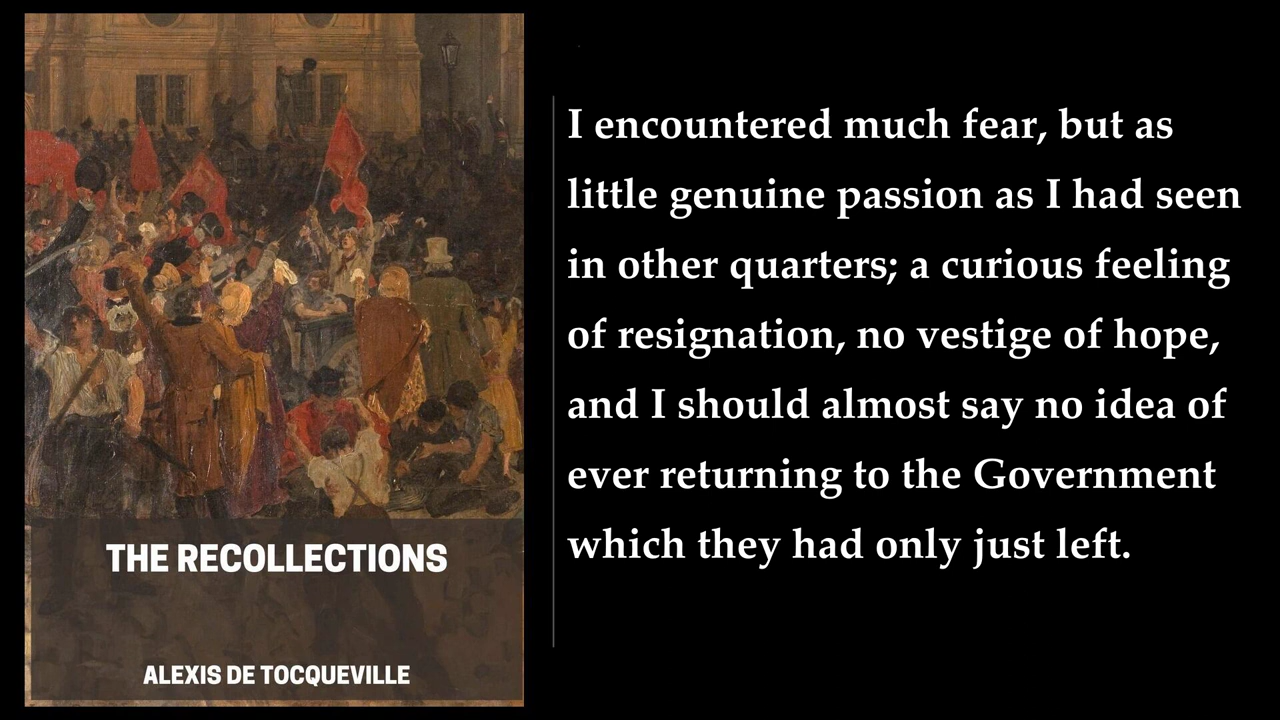 THE RECOLLECTIONS
ALEXIS DE TOCQUEVILLE
I encountered much fear, but as
little genuine passion as I had seen
in other quarters; a curious feeling
of resignation, no vestige of hope,
and I should almost say no idea of
ever returning to the Government
which they had only just left.